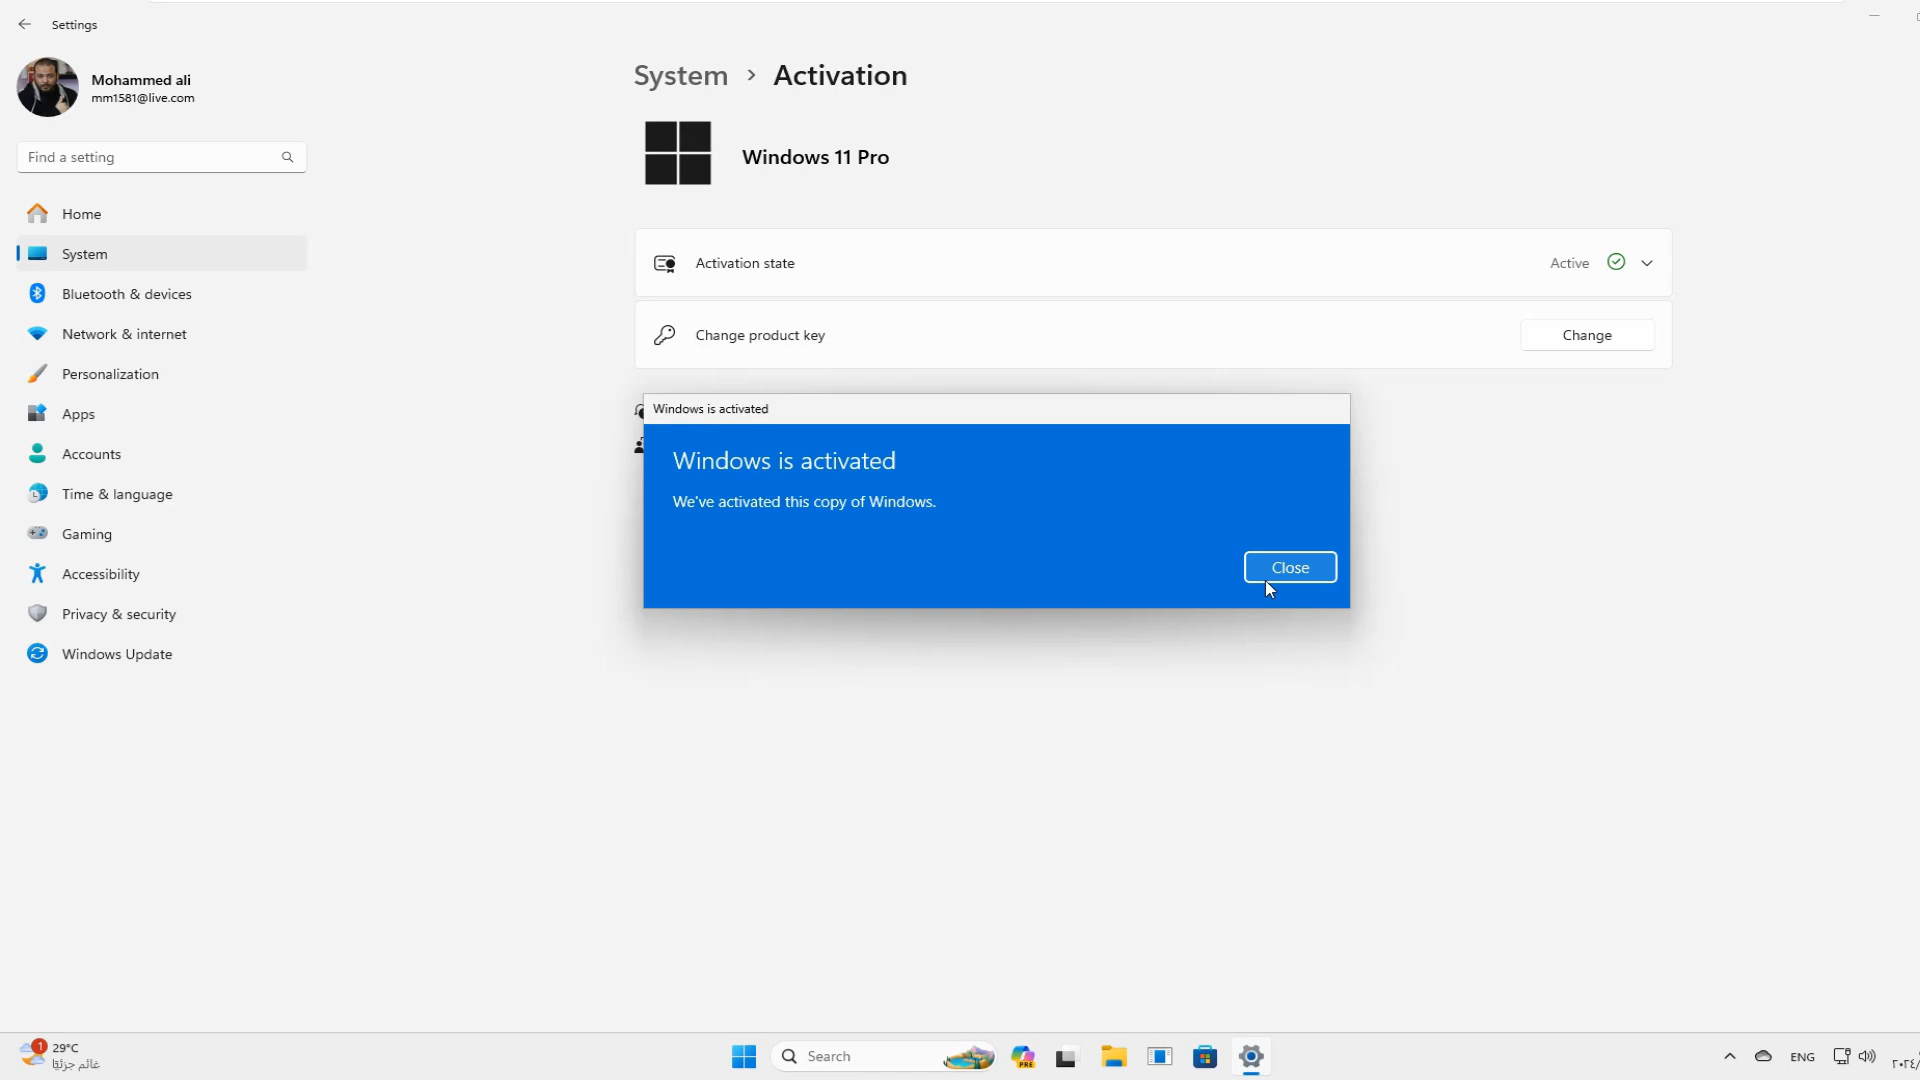 Settings
Mohammed ali
mm1581@live.com
Find a setting
Home
System
Bluetooth & devices
Network & internet
Personalization
Apps
Accounts
Time & language
Gaming
Accessibility
Privacy & security
Windows Update
System > Activation
Windows 11 Pro
Activation state
Active
Change product key
Change
Windows is activated
Windows is activated
We've activated this copy of Windows.
Close
1
29°C
غائم جزئيًا
Search
PRE
ENG